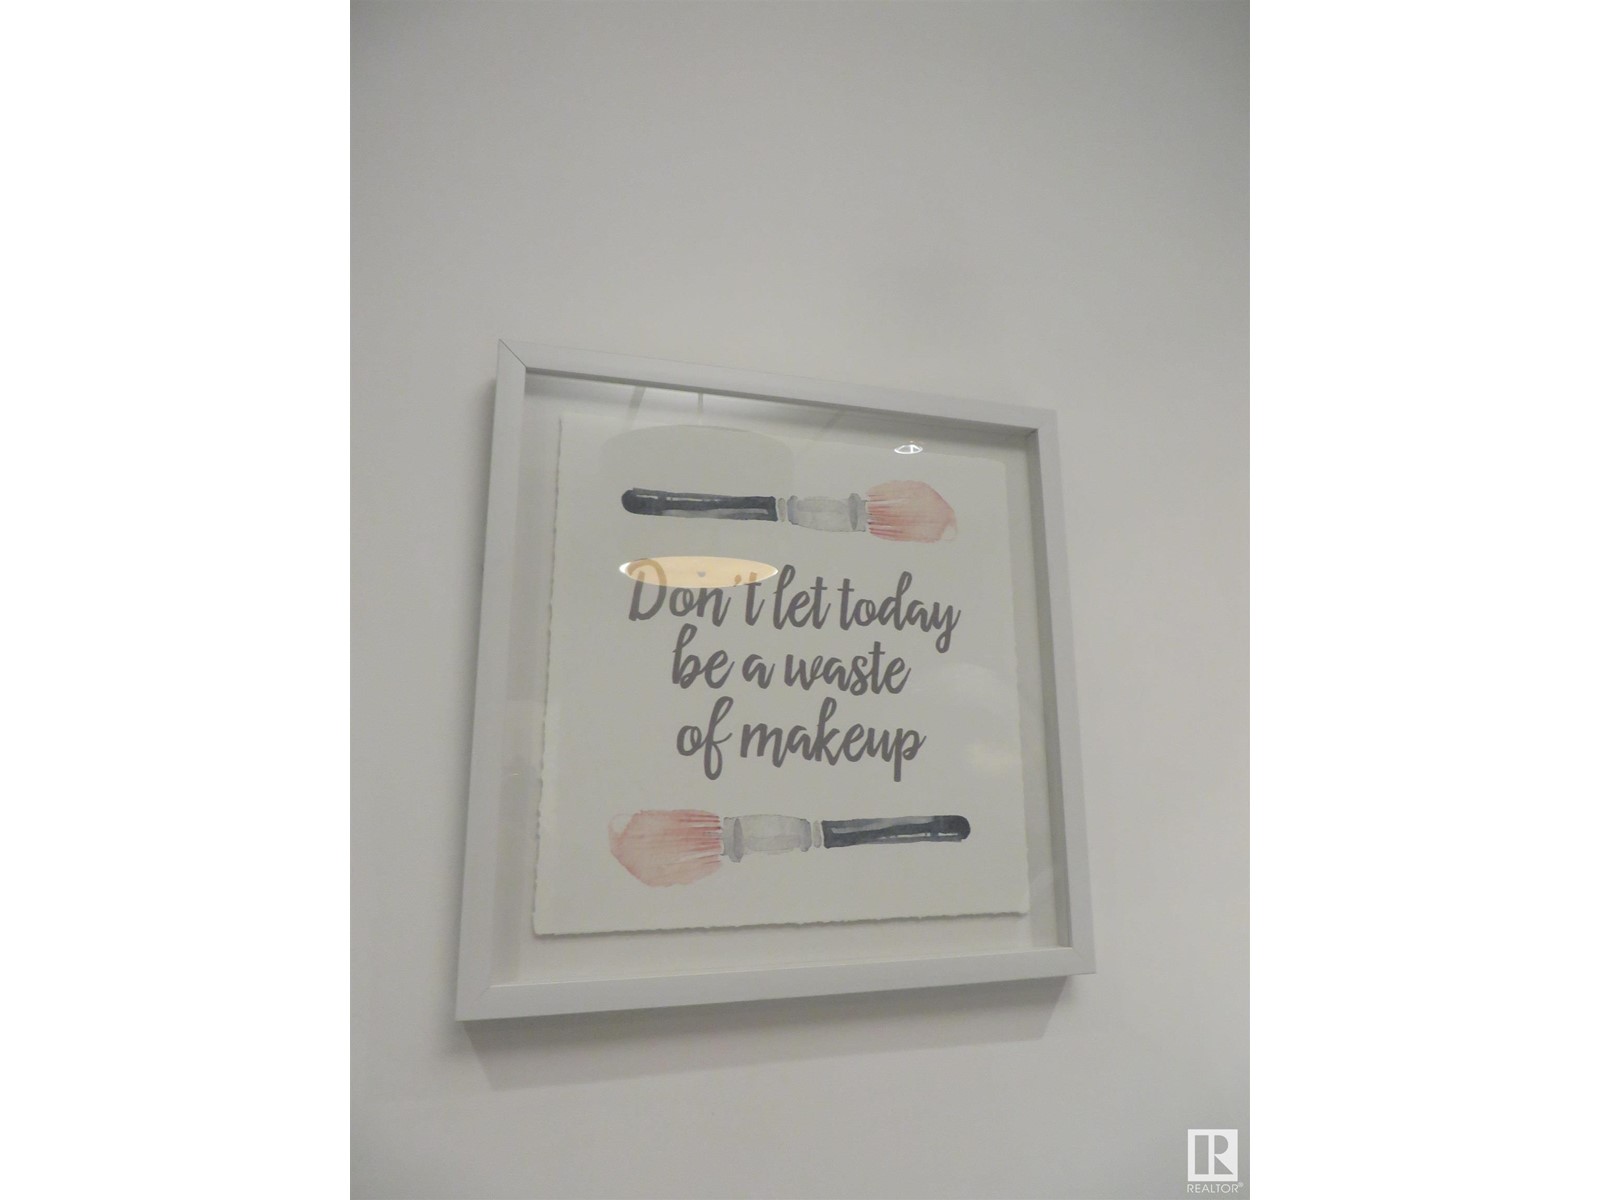 Don't let today
be a waste
of makeup
R
REALTOR®